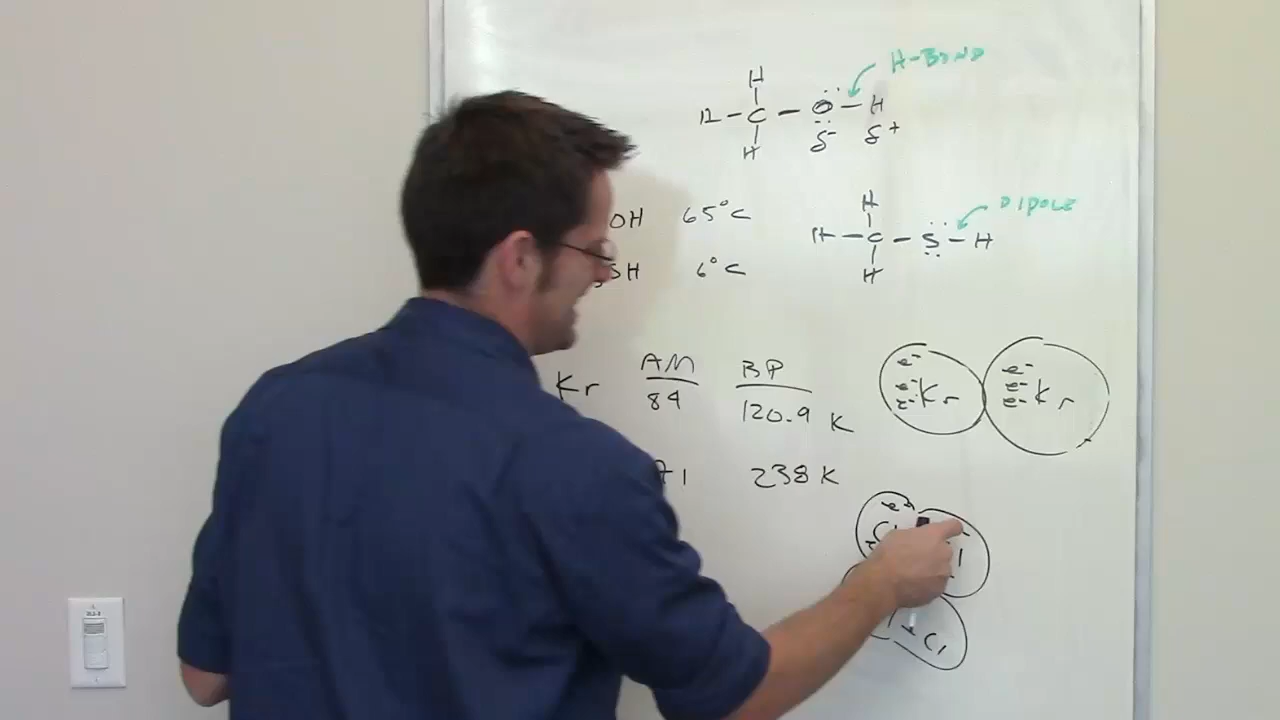 H-BOND
H
H-C-O-H
H
δ- δ+
DIPOLE
H
H-C-S-H
H
OH 65°C
SH 6°C
AM BP
Kr 84 120.9 K
71 238 K
e- e-
e- Kr e- Kr
e- e-
e-
Cl
Cl